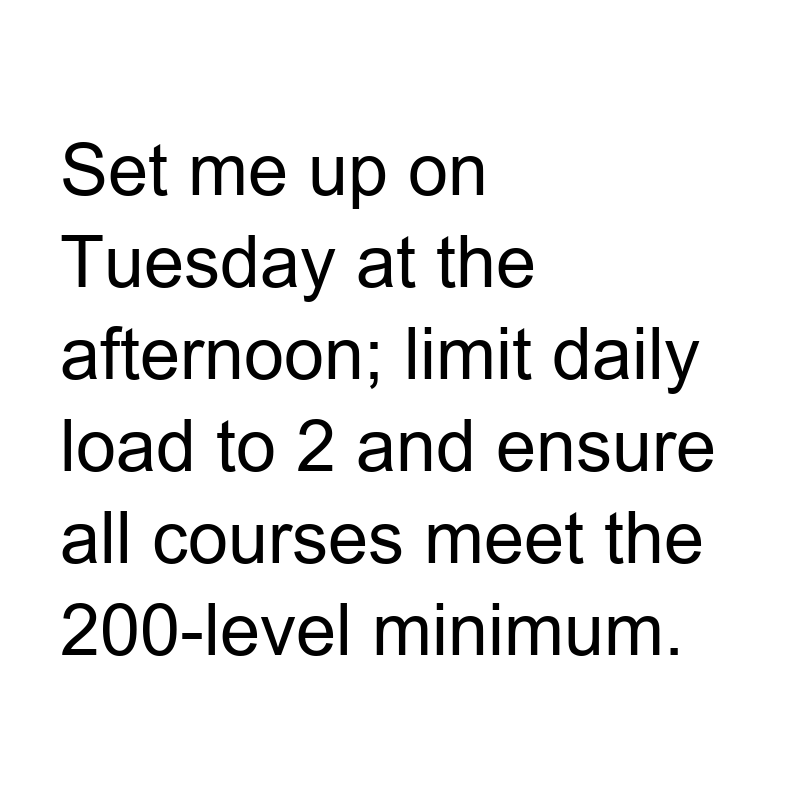 Set me up on
Tuesday at the
afternoon; limit daily
load to 2 and ensure
all courses meet the
200-level minimum.